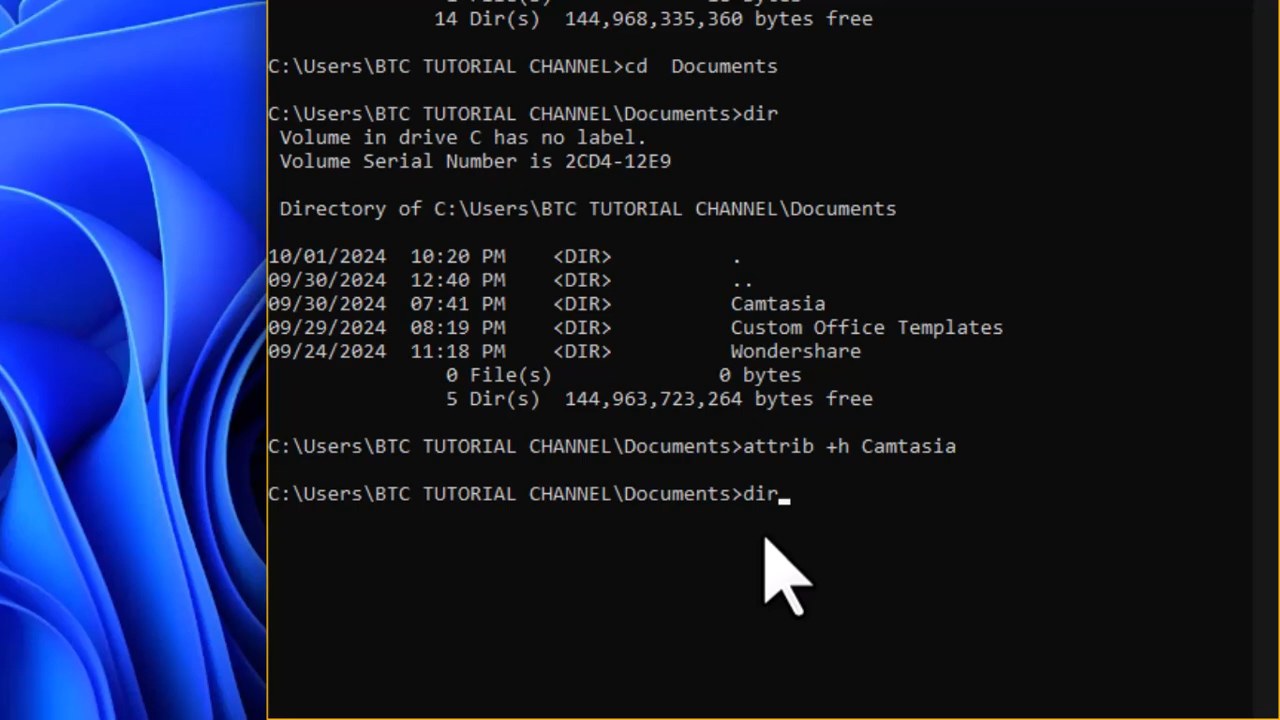 14 Dir(s)  144,968,335,360 bytes free
C:\Users\BTC TUTORIAL CHANNEL>cd  Documents
C:\Users\BTC TUTORIAL CHANNEL\Documents>dir
Volume in drive C has no label.
Volume Serial Number is 2CD4-12E9
Directory of C:\Users\BTC TUTORIAL CHANNEL\Documents
10/01/2024  10:20 PM    <DIR>          .
09/30/2024  12:40 PM    <DIR>          ..
09/30/2024  07:41 PM    <DIR>          Camtasia
09/29/2024  08:19 PM    <DIR>          Custom Office Templates
09/24/2024  11:18 PM    <DIR>          Wondershare
0 File(s)              0 bytes
5 Dir(s)  144,963,723,264 bytes free
C:\Users\BTC TUTORIAL CHANNEL\Documents>attrib +h Camtasia
C:\Users\BTC TUTORIAL CHANNEL\Documents>dir